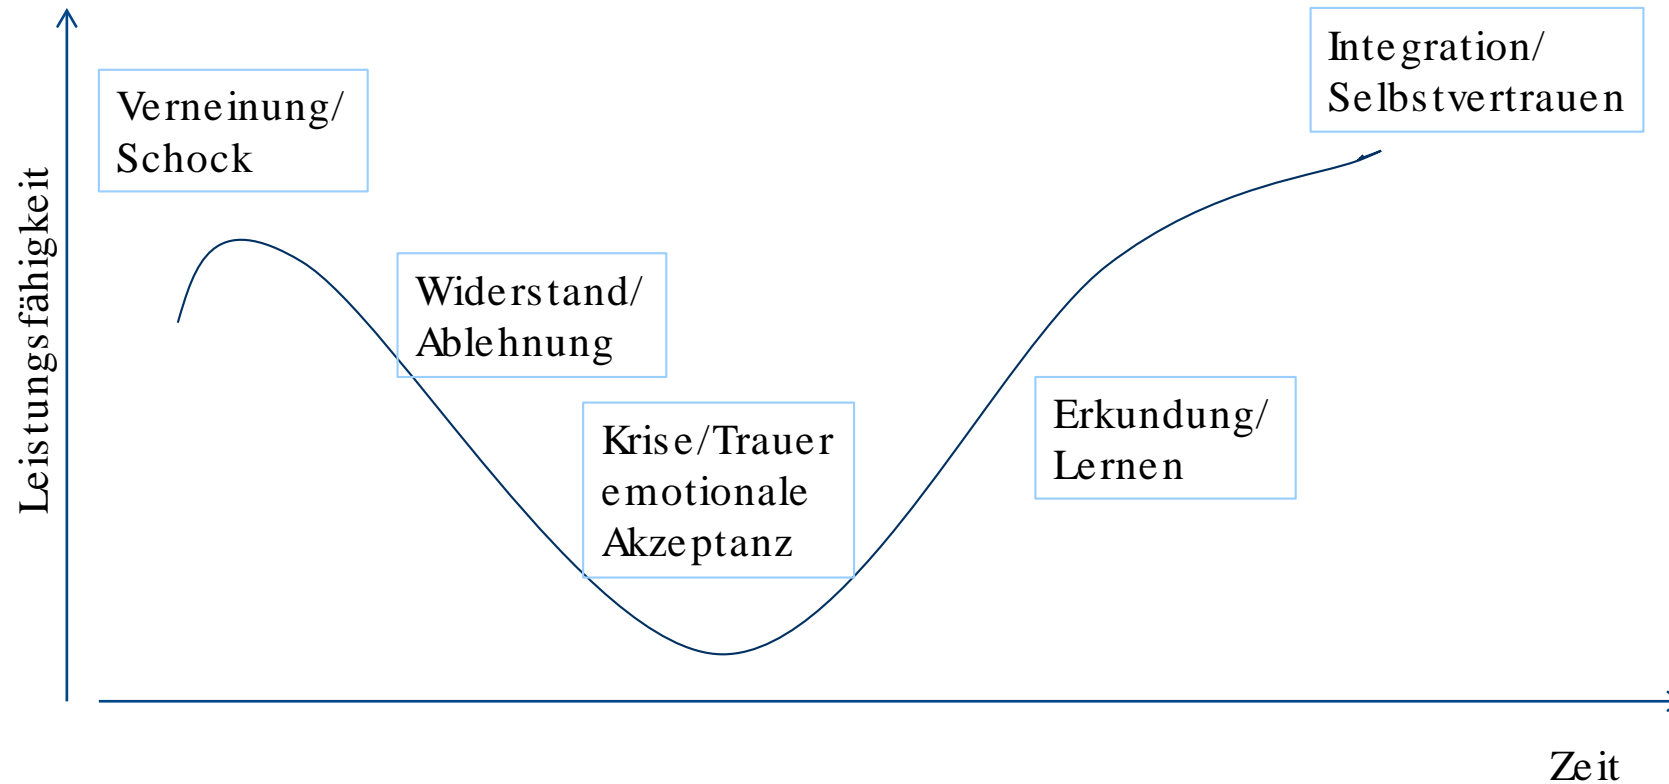 Leistungsfähigkeit
Verneinung/
Schock
Widerstand/
Ablehnung
Krise/Trauer
emotionale
Akzeptanz
Erkundung/
Lernen
Integration/
Selbstvertrauen
Zeit